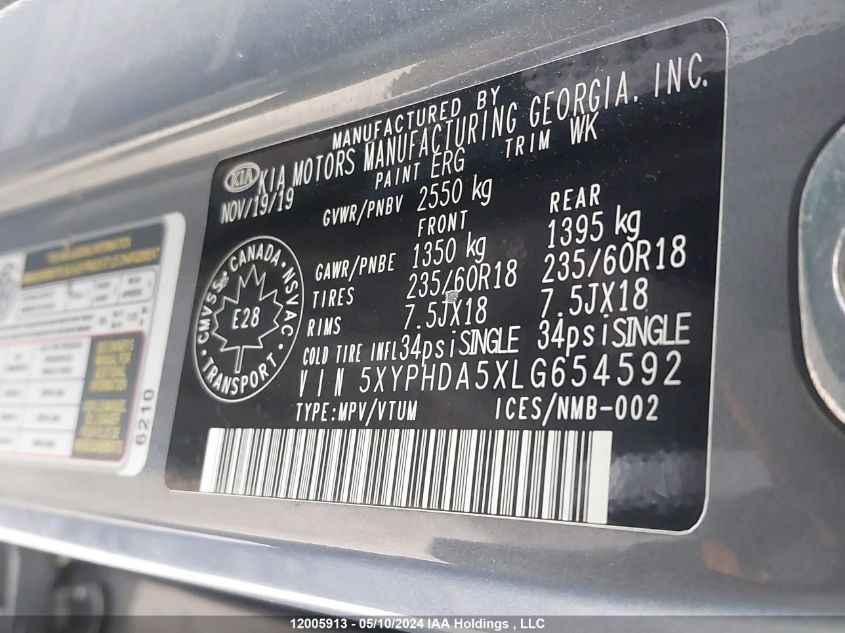 MANUFACTURED BY
KIA KIA MOTORS MANUFACTURING GEORGIA, INC.
NOV/19/19 PAINT ERG TRIM WK
GVWR/PNBV 2550 kg
FRONT REAR
GAWR/PNBE 1350 kg 1395 kg
TIRES 235/60R18 235/60R18
RIMS 7.5JX18 7.5JX18
COLD TIRE INFL 34psiSINGLE 34psiSINGLE
VIN 5XYPHDA5XLG654592
TYPE:MPV/VTUM ICES/NMB-002
CMVSS CANADA NSVAC
E28
TRANSPORT
6210
12005913 - 05/10/2024 IAA Holdings , LLC